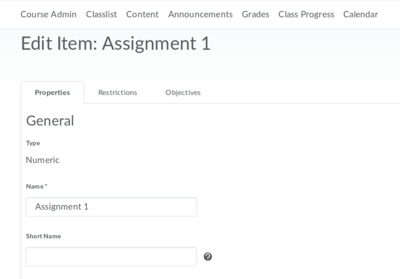 Course Admin Classlist Content Announcements Grades Class Progress Calendar
Edit Item: Assignment 1
Properties Restrictions Objectives
General
Type
Numeric
Name *
Assignment 1
Short Name
?